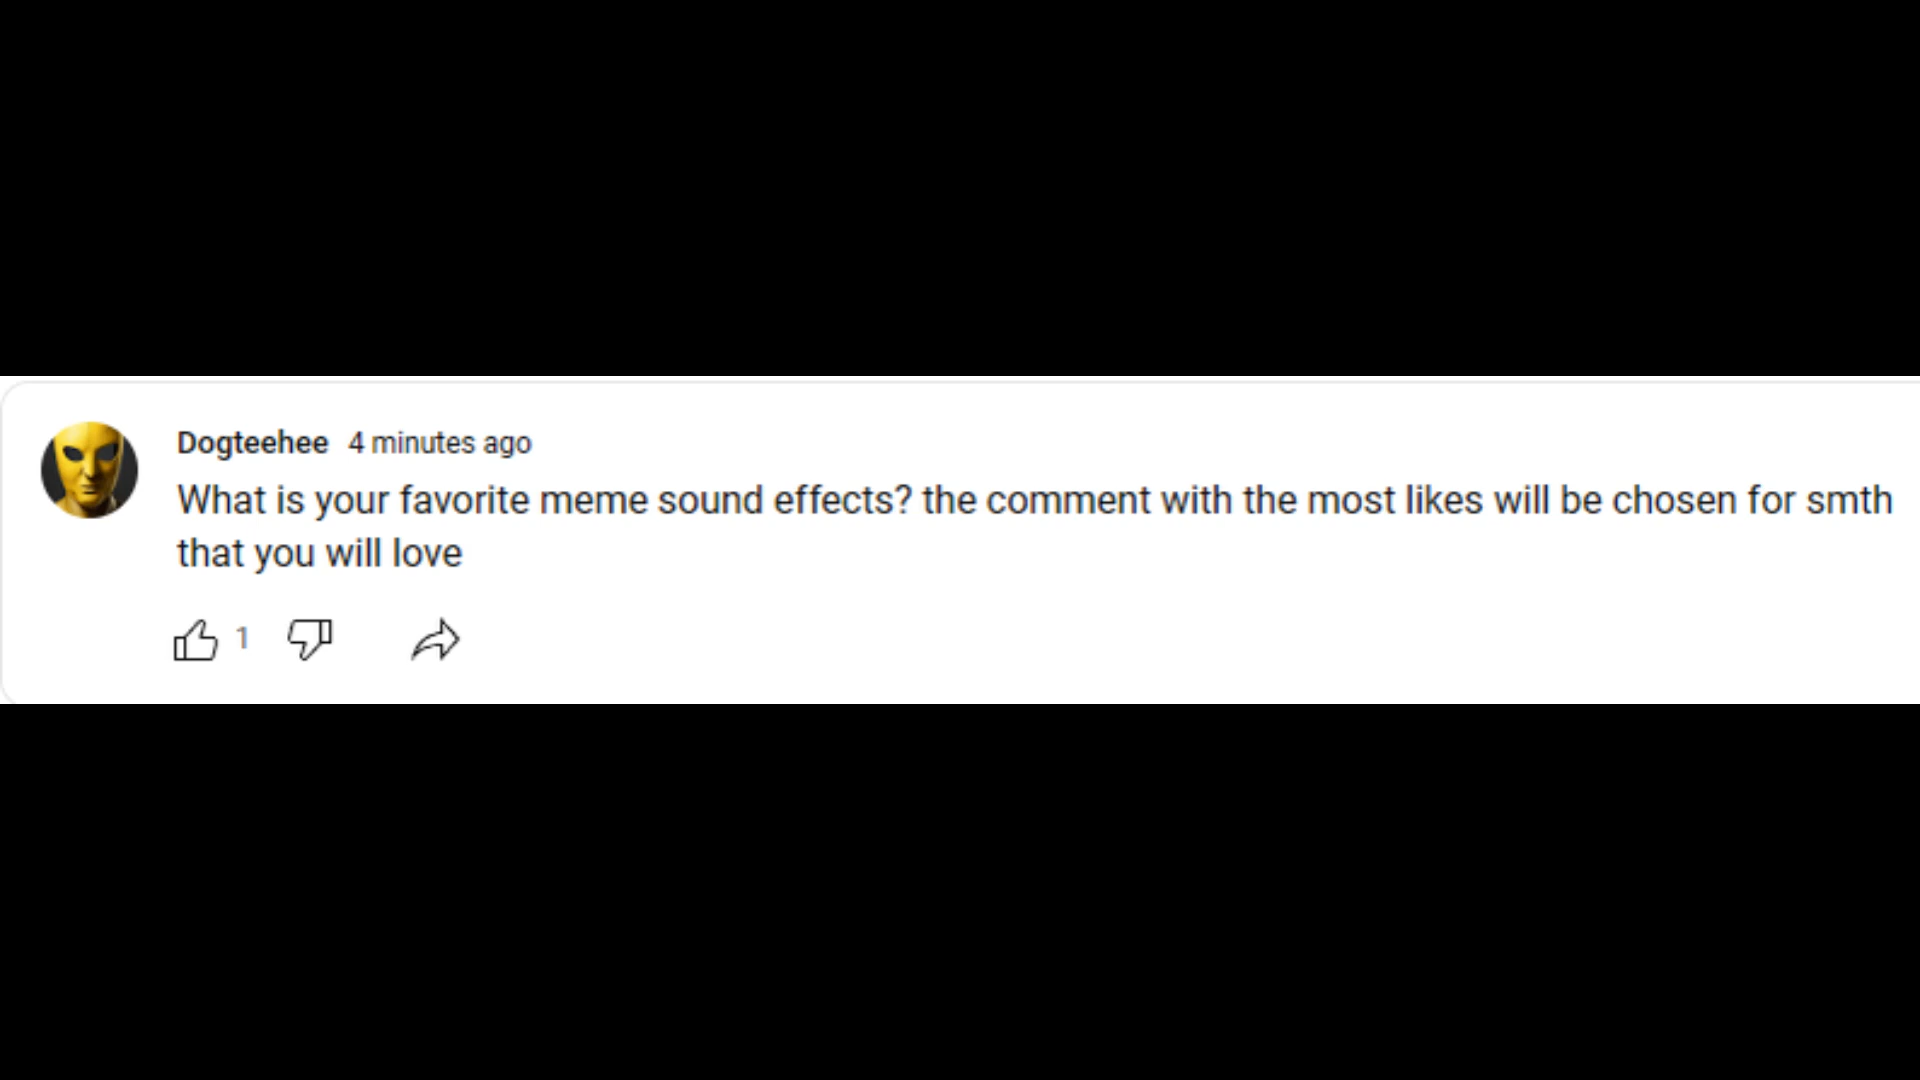 Dogteehee 4 minutes ago
What is your favorite meme sound effects? the comment with the most likes will be chosen for smth
that you will love
1